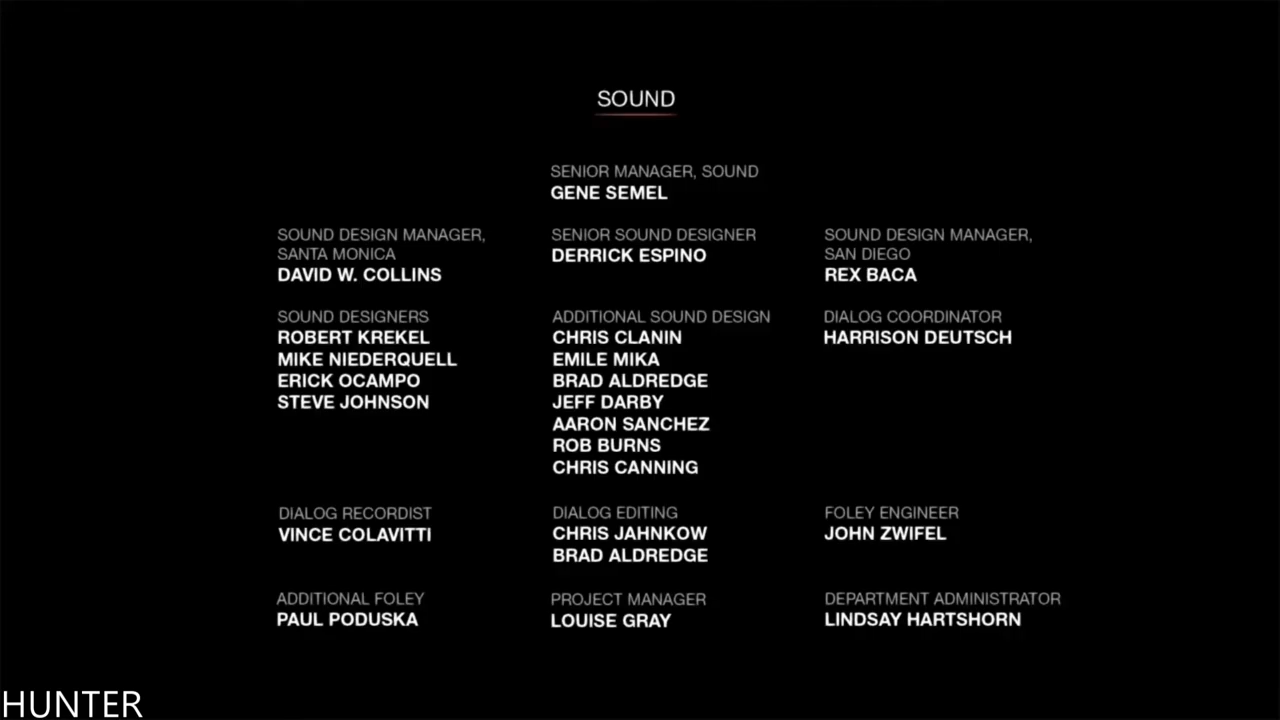 SOUND
SENIOR MANAGER, SOUND
GENE SEMEL
SOUND DESIGN MANAGER,
SANTA MONICA
DAVID W. COLLINS
SENIOR SOUND DESIGNER
DERRICK ESPINO
SOUND DESIGN MANAGER,
SAN DIEGO
REX BACA
SOUND DESIGNERS
ROBERT KREKEL
MIKE NIEDERQUELL
ERICK OCAMPO
STEVE JOHNSON
ADDITIONAL SOUND DESIGN
CHRIS CLANIN
EMILE MIKA
BRAD ALDREDGE
JEFF DARBY
AARON SANCHEZ
ROB BURNS
CHRIS CANNING
DIALOG COORDINATOR
HARRISON DEUTSCH
DIALOG RECORDIST
VINCE COLAVITTI
DIALOG EDITING
CHRIS JAHNKOW
BRAD ALDREDGE
FOLEY ENGINEER
JOHN ZWIFEL
ADDITIONAL FOLEY
PAUL PODUSKA
PROJECT MANAGER
LOUISE GRAY
DEPARTMENT ADMINISTRATOR
LINDSAY HARTSHORN
HUNTER